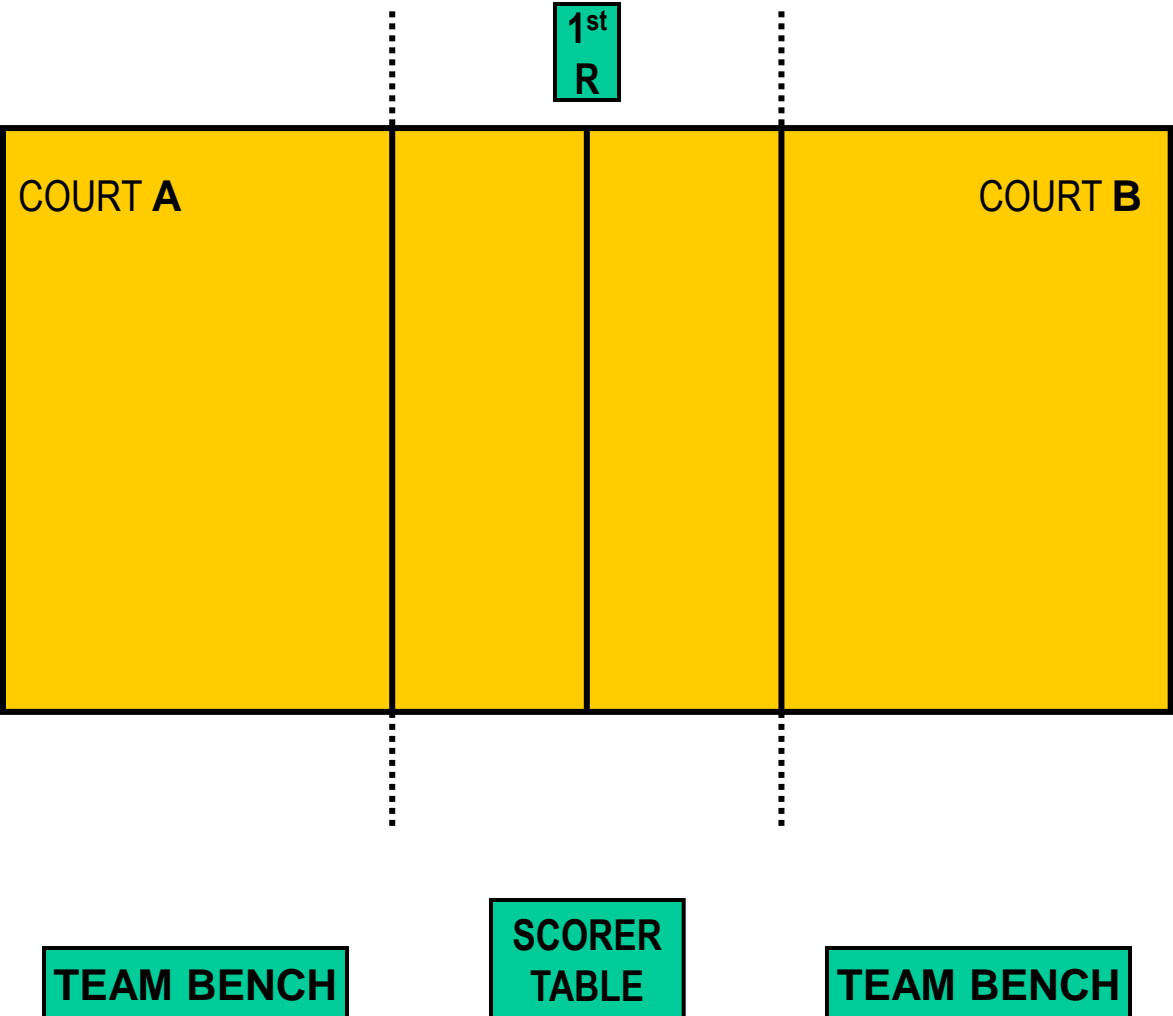 1st
R
COURT A
COURT B
SCORER
TABLE
TEAM BENCH
TEAM BENCH